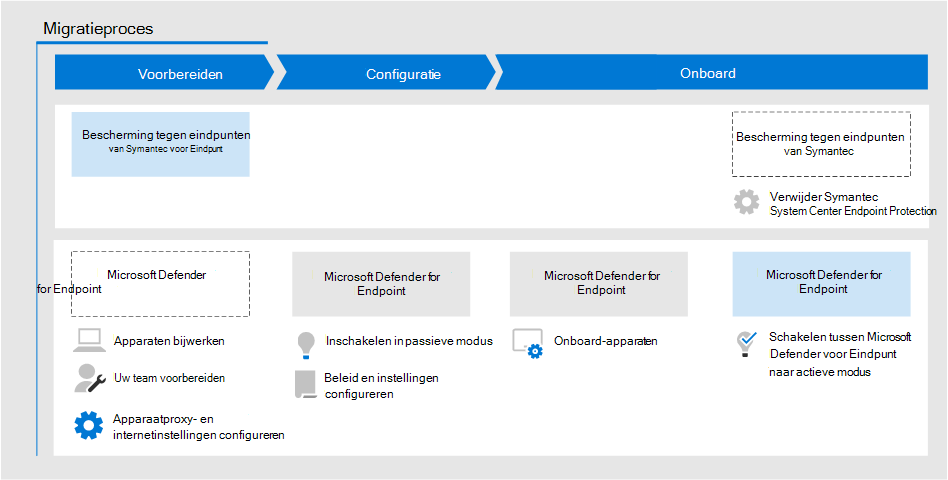 Migratieproces
Voorbereiden
Configuratie
Onboard
Bescherming tegen eindpunten
van Symantec voor Eindpunt
Bescherming tegen eindpunten
van Symantec
Verwijder Symantec
System Center Endpoint Protection
Microsoft Defender
for Endpoint
Microsoft Defender for
Endpoint
Microsoft Defender for
Endpoint
Microsoft Defender for
Endpoint
Apparaten bijwerken
Uw team voorbereiden
Apparaatproxy- en
internetinstellingen configureren
Inschakelen in passieve modus
Beleid en instellingen
configureren
Onboard-apparaten
Schakelen tussen Microsoft
Defender voor Eindpunt
naar actieve modus